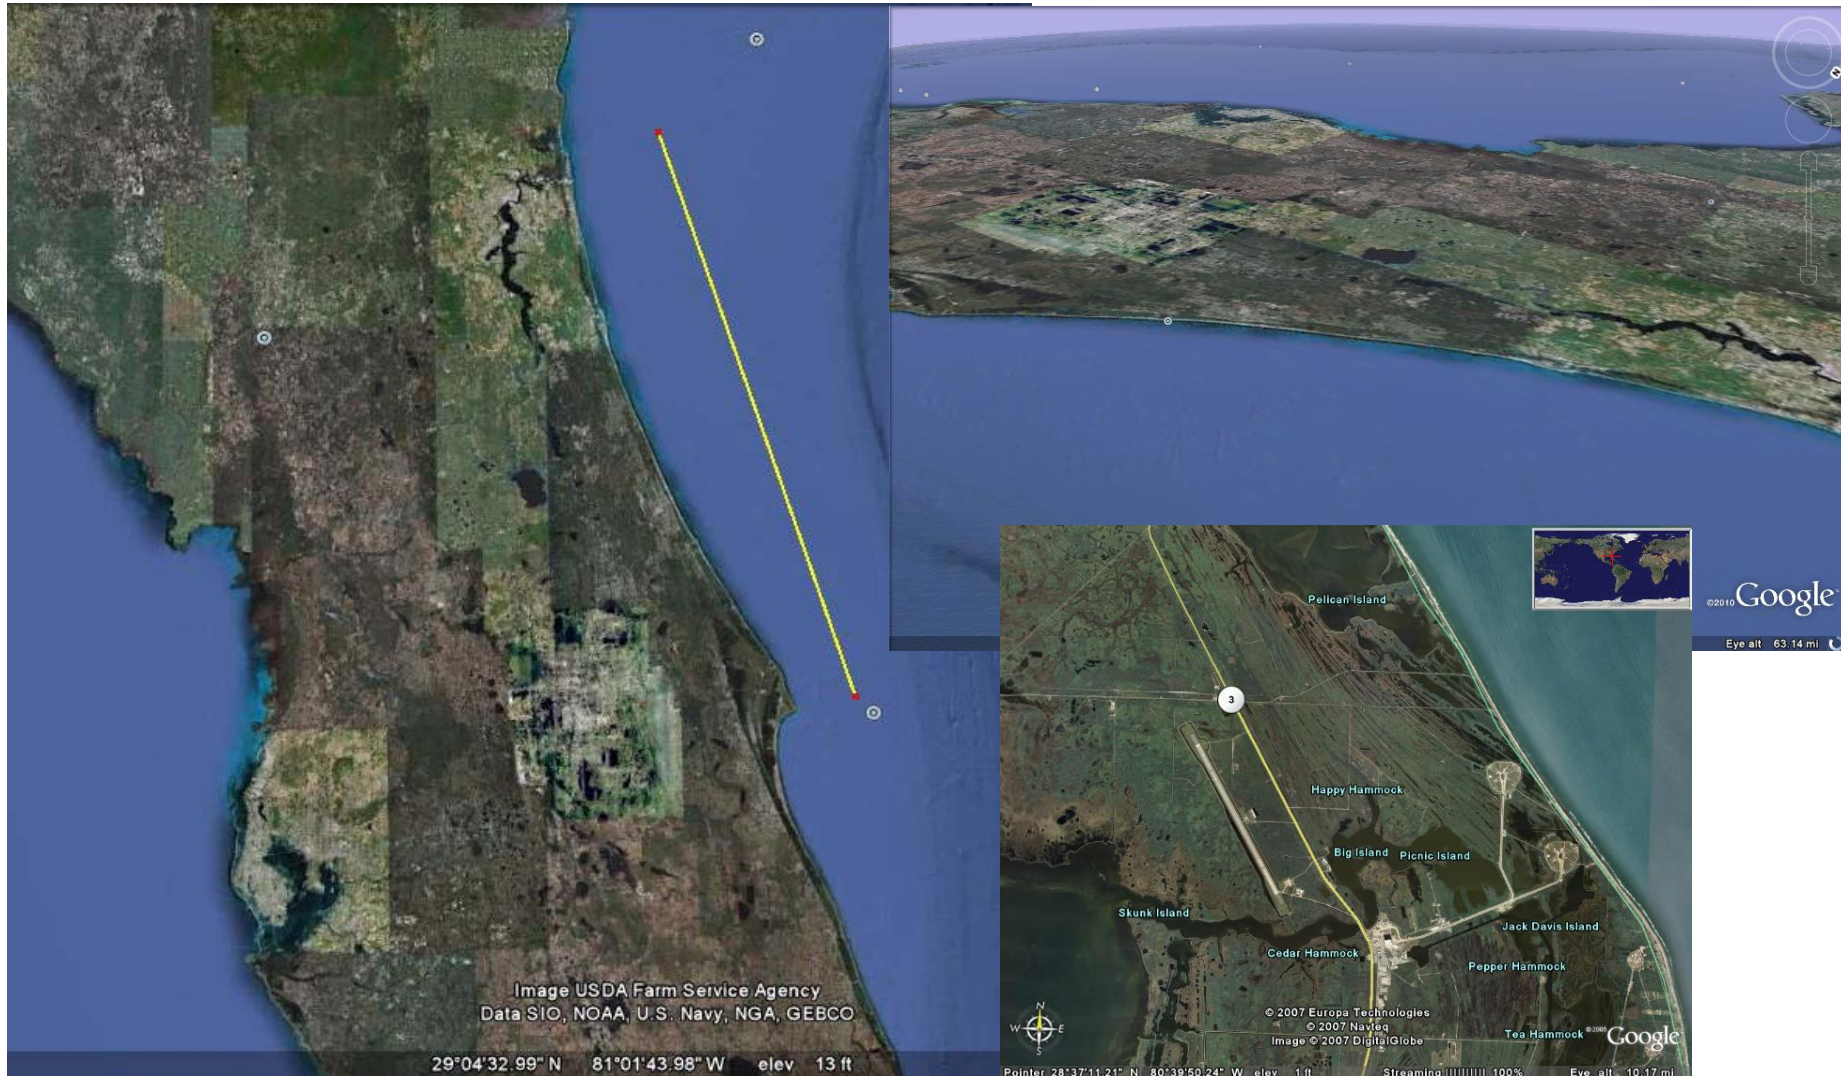 Image USDA Farm Service Agency
Data SIO, NOAA, U.S. Navy, NGA, GEBCO
29°04'32.99" N 81°01'43.98" W elev 13 ft
N
©2010 Google
Eye alt 63.14 mi
Pelican Island
3
Happy Hammock
Big Island
Picnic Island
Skunk Island
Jack Davis Island
Cedar Hammock
Pepper Hammock
N
W E
S
© 2007 Europa Technologies
© 2007 Navteq
Image © 2007 DigitalGlobe
Tea Hammock
©2005 Google
Pointer 28°37'11.21" N 80°39'50.24" W elev 1 ft Streaming ||||||||| 100% Eye alt 10.17 mi